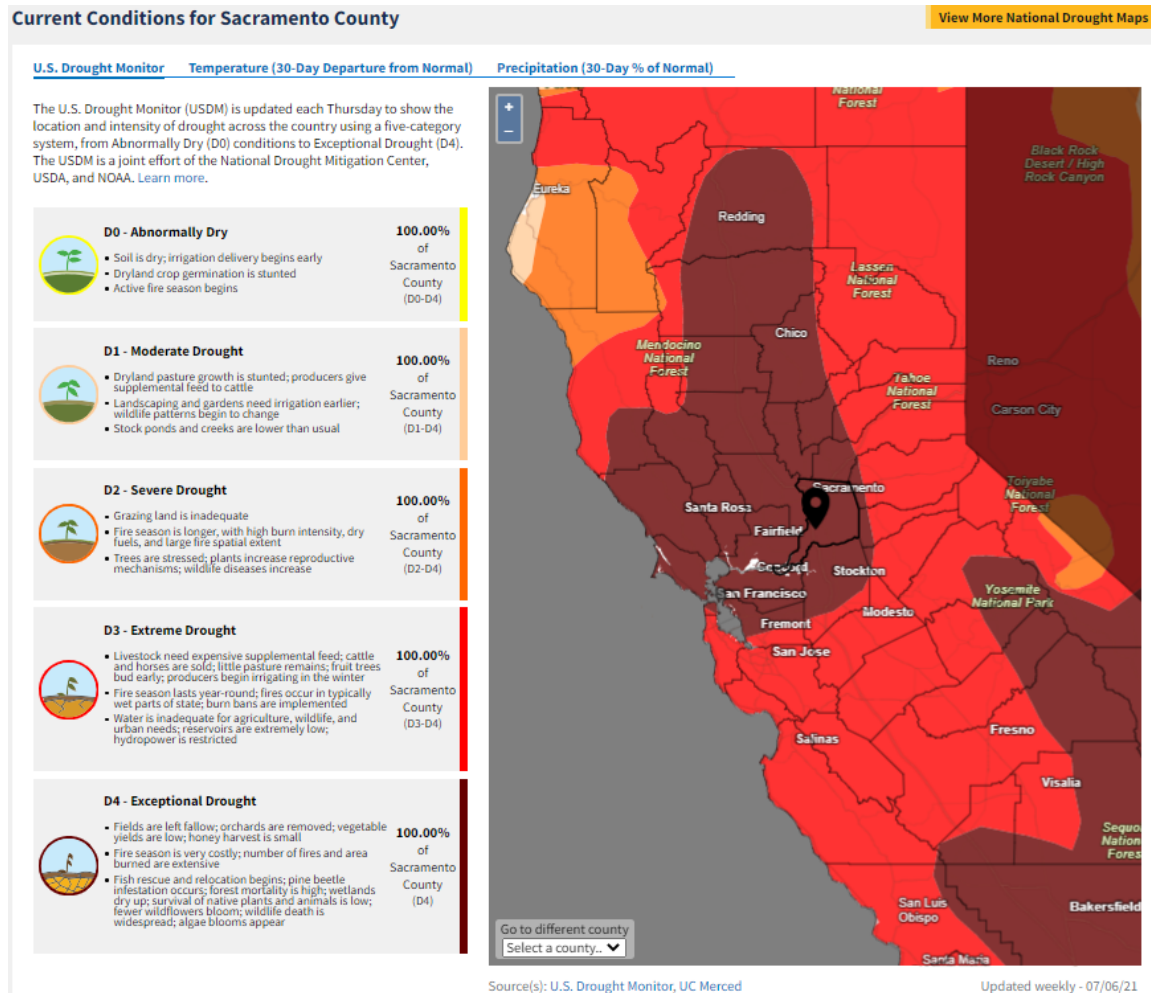 Current Conditions for Sacramento County
View More National Drought Maps
U.S. Drought Monitor
Temperature (30-Day Departure from Normal)
Precipitation (30-Day % of Normal)
The U.S. Drought Monitor (USDM) is updated each Thursday to show the
location and intensity of drought across the country using a five-category
system, from Abnormally Dry (D0) conditions to Exceptional Drought (D4).
The USDM is a joint effort of the National Drought Mitigation Center,
USDA, and NOAA. Learn more.
D0 - Abnormally Dry
Soil is dry; irrigation delivery begins early
Dryland crop germination is stunted
Active fire season begins
100.00%
of
Sacramento
County
(D0-D4)
D1 - Moderate Drought
Dryland pasture growth is stunted; producers give
supplemental feed to cattle
Landscaping and gardens need irrigation earlier;
wildlife patterns begin to change
Stock ponds and creeks are lower than usual
100.00%
of
Sacramento
County
(D1-D4)
D2 - Severe Drought
Grazing land is inadequate
Fire season is longer, with high burn intensity, dry
fuels, and large fire spatial extent
Trees are stressed; plants increase reproductive
mechanisms; wildlife diseases increase
100.00%
of
Sacramento
County
(D2-D4)
D3 - Extreme Drought
Livestock need expensive supplemental feed; cattle
and horses are sold; little pasture remains; fruit trees
bud early; producers begin irrigating in the winter
Fire season lasts year-round; fires occur in typically
wet parts of state; burn bans are implemented
Water is inadequate for agriculture, wildlife, and
urban needs; reservoirs are extremely low;
hydropower is restricted
100.00%
of
Sacramento
County
(D3-D4)
D4 - Exceptional Drought
Fields are left fallow; orchards are removed; vegetable
yields are low; honey harvest is small
Fire season is very costly; number of fires and area
burned are extensive
Fish rescue and relocation begins; pine beetle
infestation occurs; forest mortality is high; wetlands
dry up; survival of native plants and animals is low;
fewer wildflowers bloom; wildlife death is
widespread; algae blooms appear
100.00%
of
Sacramento
County
(D4)
+
−
National
Forest
Black Rock
Desert / High
Rock Canyon
Eureka
Redding
Lassen
National
Forest
Chico
Mendocino
National
Forest
Reno
Tahoe
National
Forest
Carson City
Toiyabe
National
Forest
Sacramento
Santa Rosa
Fairfield
Concord
Stockton
San Francisco
Yosemite
National Park
Modesto
Fremont
San Jose
Salinas
Fresno
Visalia
Sequo
Nation
Fores
San Luis
Obispo
Bakersfield
Santa Maria
Go to different county
Select a county..
Source(s): U.S. Drought Monitor, UC Merced
Updated weekly - 07/06/21